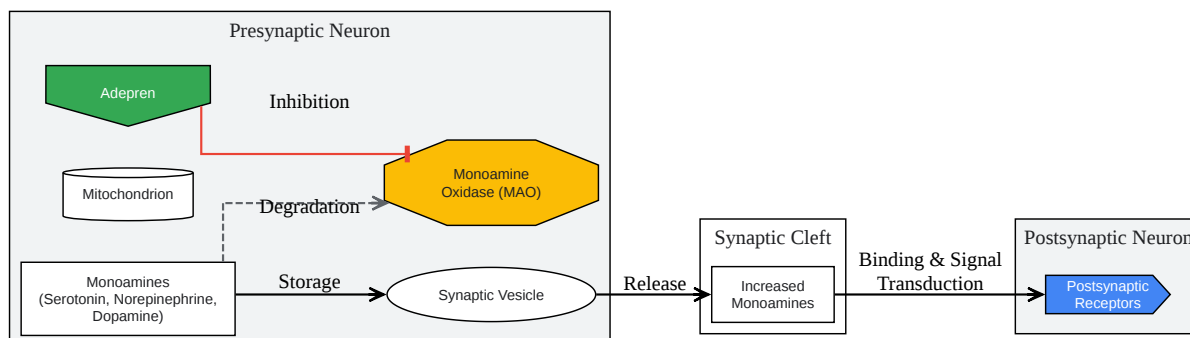 Presynaptic Neuron
Adepren
Inhibition
Mitochondrion
Monoamine
Oxidase (MAO)
Degradation
Monoamines
(Serotonin, Norepinephrine,
Dopamine)
Storage
Synaptic Vesicle
Release
Synaptic Cleft
Increased
Monoamines
Binding & Signal
Transduction
Postsynaptic Neuron
Postsynaptic
Receptors